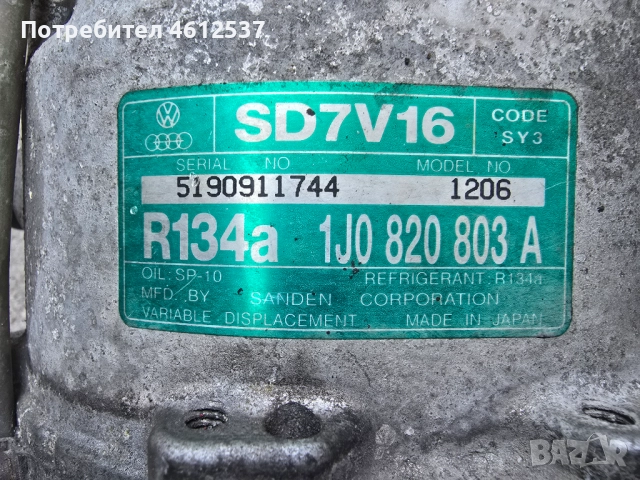 Потребител 4612537
SD7V16
CODE
SY3
SERIAL NO
MODEL NO.
5190911744
1206
R134a 1J0 820 803 A
OIL: SP-10
REFRIGERANT: R134a
MFD. BY SANDEN CORPORATION
VARIABLE DISPLACEMENT
MADE IN JAPAN
BAZAR